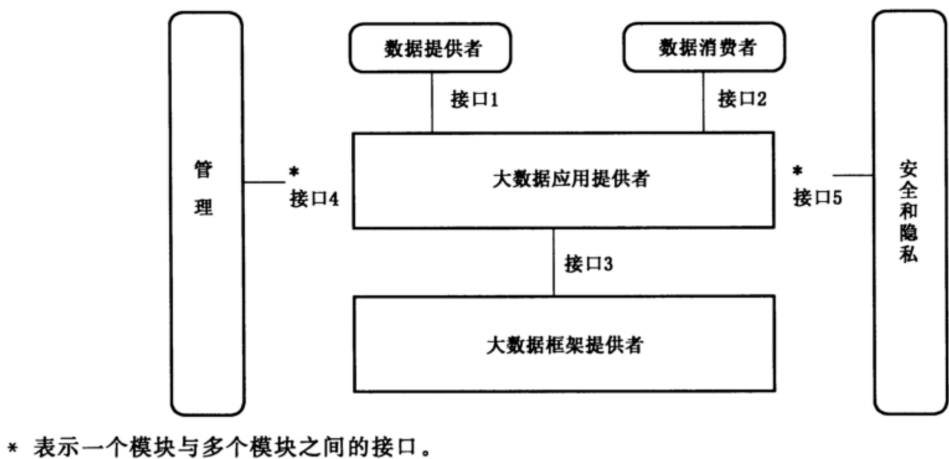 数据提供者
数据消费者
接口1
接口2
管理
*
接口4
大数据应用提供者
*
接口5
安全和隐私
接口3
大数据框架提供者
* 表示一个模块与多个模块之间的接口。